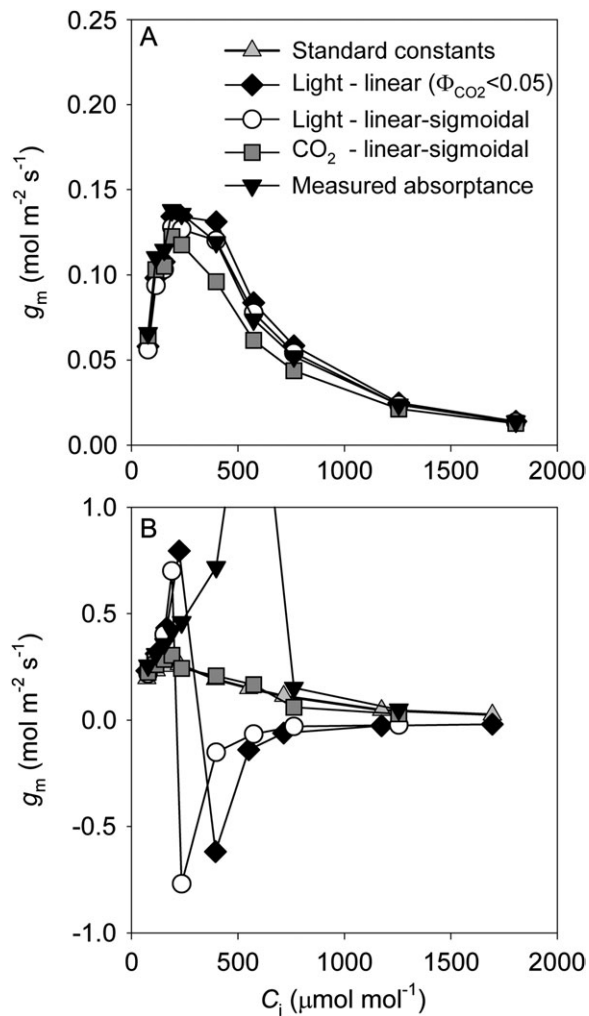 A
0.25
0.20
0.15
0.10
0.05
0.00
gm (mol m⁻² s⁻¹)
Standard constants
Light - linear (ΦCO2<0.05)
Light - linear-sigmoidal
CO₂ - linear-sigmoidal
Measured absorptance
0 500 1000 1500 2000
B
1.0
0.5
0.0
-0.5
-1.0
gm (mol m⁻² s⁻¹)
0 500 1000 1500 2000
Ci (μmol mol⁻¹)